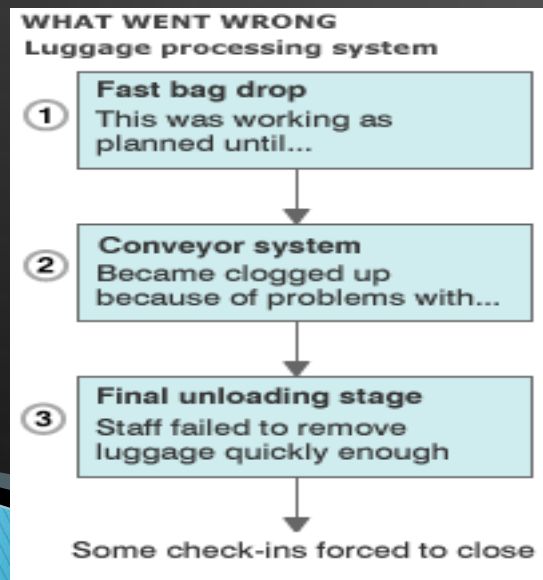 WHAT WENT WRONG
Luggage processing system
1
Fast bag drop
This was working as
planned until...
2
Conveyor system
Became clogged up
because of problems with...
3
Final unloading stage
Staff failed to remove
luggage quickly enough
Some check-ins forced to close